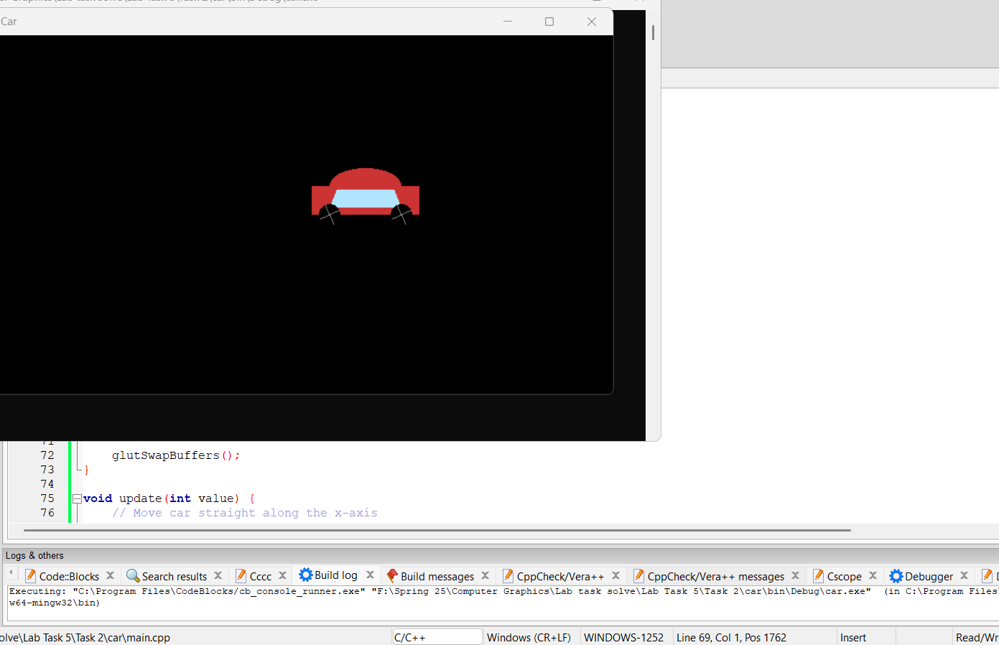 Car
71
72 glutSwapBuffers();
73 }
74
75 void update(int value) {
76 // Move car straight along the x-axis
Logs & others
Code::Blocks Search results Cccc Build log Build messages CppCheck/Vera++ CppCheck/Vera++ messages Cscope Debugger
Executing: "C:\Program Files\CodeBlocks/cb_console_runner.exe" "F:\Spring 25\Computer Graphics\Lab task solve\Lab Task 5\Task 2\car\bin\Debug\car.exe" (in C:\Program Files\
w64-mingw32\bin)
olve\Lab Task 5\Task 2\car\main.cpp C/C++ Windows (CR+LF) WINDOWS-1252 Line 69, Col 1, Pos 1762 Insert Read/Wr